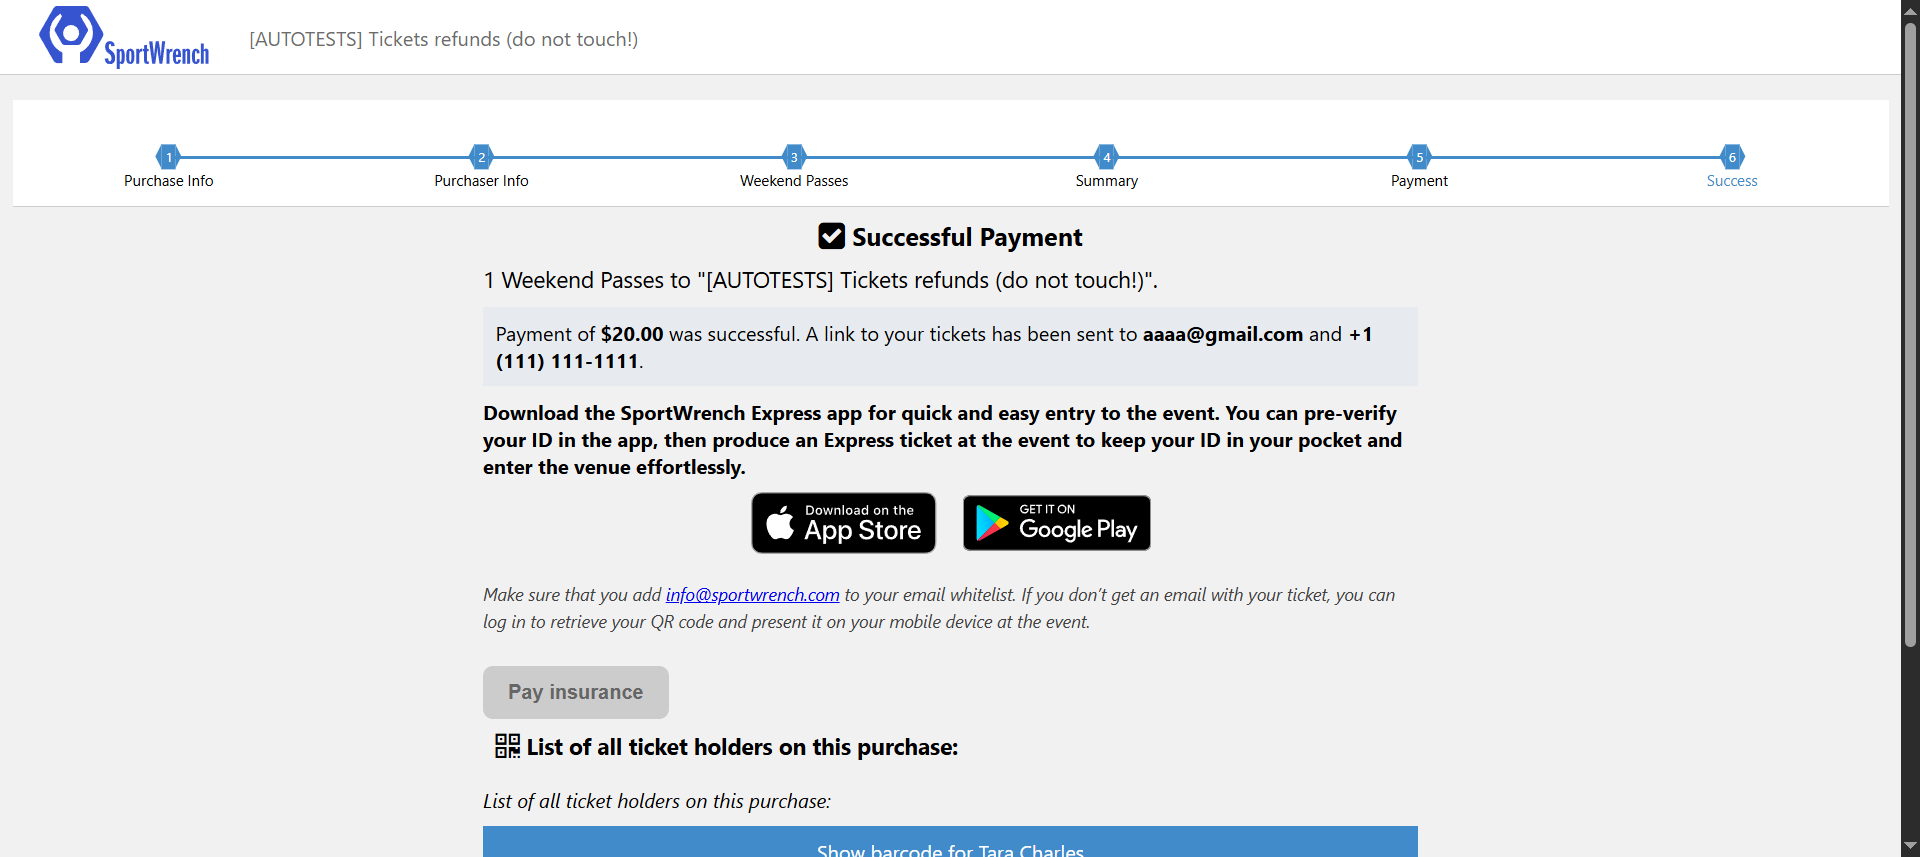 SportWrench
[AUTOTESTS] Tickets refunds (do not touch!)
1
2
3
4
5
6
Purchase Info
Purchaser Info
Weekend Passes
Summary
Payment
Success
Successful Payment
1 Weekend Passes to "[AUTOTESTS] Tickets refunds (do not touch!)".
Payment of $20.00 was successful. A link to your tickets has been sent to aaaa@gmail.com and +1
(111) 111-1111.
Download the SportWrench Express app for quick and easy entry to the event. You can pre-verify
your ID in the app, then produce an Express ticket at the event to keep your ID in your pocket and
enter the venue effortlessly.
Download on the
App Store
GET IT ON
Google Play
Make sure that you add info@sportwrench.com to your email whitelist. If you don't get an email with your ticket, you can
log in to retrieve your QR code and present it on your mobile device at the event.
Pay insurance
List of all ticket holders on this purchase:
List of all ticket holders on this purchase:
Show barcode for Tara Charles